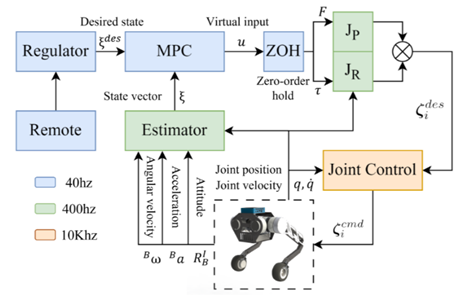 Desired state
Virtual input
F
J_P
Regulator
ξ^{des}
MPC
u
ZOH
Zero-order
hold
τ
J_R
State vector
ξ
ζ_i^{des}
Remote
Estimator
40hz
400hz
10Khz
Angular velocity
Acceleration
Attitude
Joint position
Joint velocity
q, q̇
Joint Control
ζ_i^{cmd}
^Bω
^Ba
R_B^I